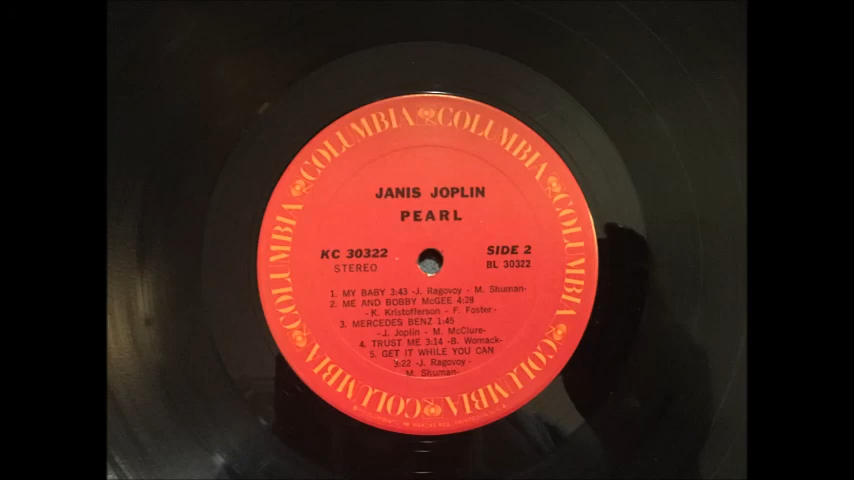 COLUMBIA COLUMBIA COLUMBIA COLUMBIA COLUMBIA COLUMBIA
JANIS JOPLIN
PEARL
KC 30322
STEREO
SIDE 2
BL 30322
1. MY BABY 3:43 -J. Ragovoy - M. Shuman-
2. ME AND BOBBY McGEE 4:28
-K. Kristofferson - F. Foster-
3. MERCEDES BENZ 1:45
-J. Joplin - M. McClure-
4. TRUST ME 3:14 -B. Womack-
5. GET IT WHILE YOU CAN
3:22 -J. Ragovoy -
M. Shuman-